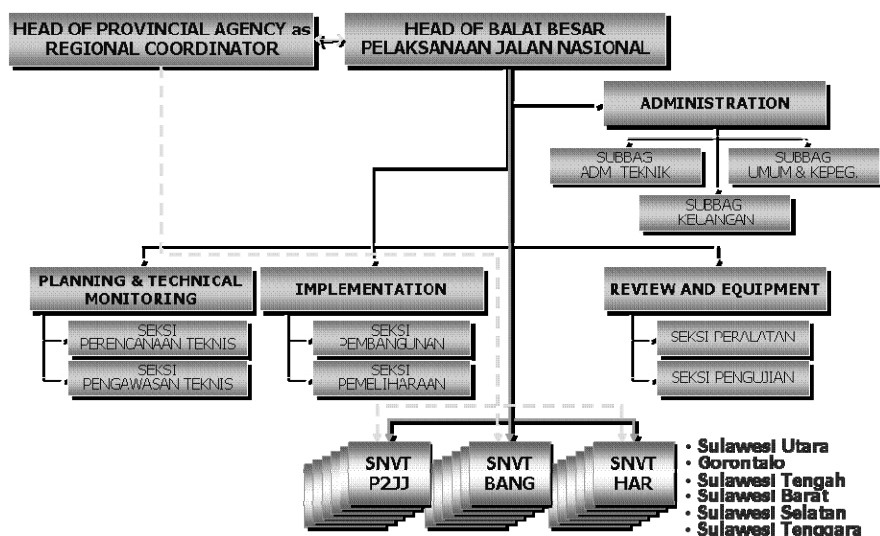 HEAD OF PROVINCIAL AGENCY as
REGIONAL COORDINATOR
HEAD OF BALAI BESAR
PELAKSANAAN JALAN NASIONAL
ADMINISTRATION
SUBBAG
ADM. TEKNIK
SUBBAG
UMUM & KEPEG.
SUBBAG
KELANGAN
PLANNING & TECHNICAL
MONITORING
IMPLEMENTATION
REVIEW AND EQUIPMENT
SEKSI
PERENCANAAN TEKNIS
SEKSI
PENGAWASAN TEKNIS
SEKSI
PEMBANGUNAN
SEKSI
PEMELIHARAAN
SEKSI PERALATAN
SEKSI PENGUJIAN
SNVT
P2JJ
SNVT
BANG
SNVT
HAR
• Sulawesi Utara
• Gorontalo
• Sulawesi Tengah
• Sulawesi Barat
• Sulawesi Selatan
• Sulawesi Tenggara